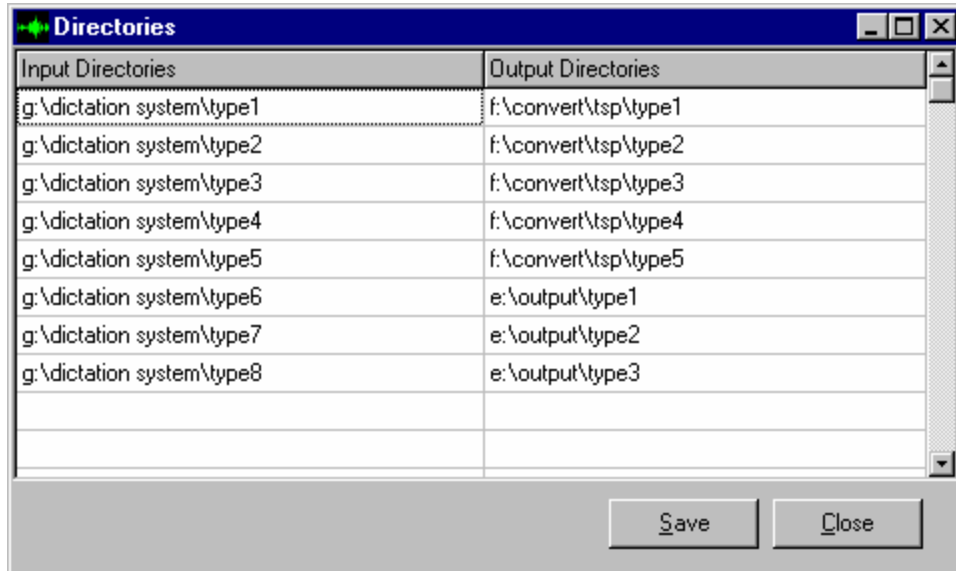 Directories
Input Directories Output Directories
g:\dictation system\type1 f:\convert\tsp\type1
g:\dictation system\type2 f:\convert\tsp\type2
g:\dictation system\type3 f:\convert\tsp\type3
g:\dictation system\type4 f:\convert\tsp\type4
g:\dictation system\type5 f:\convert\tsp\type5
g:\dictation system\type6 e:\output\type1
g:\dictation system\type7 e:\output\type2
g:\dictation system\type8 e:\output\type3
Save Close